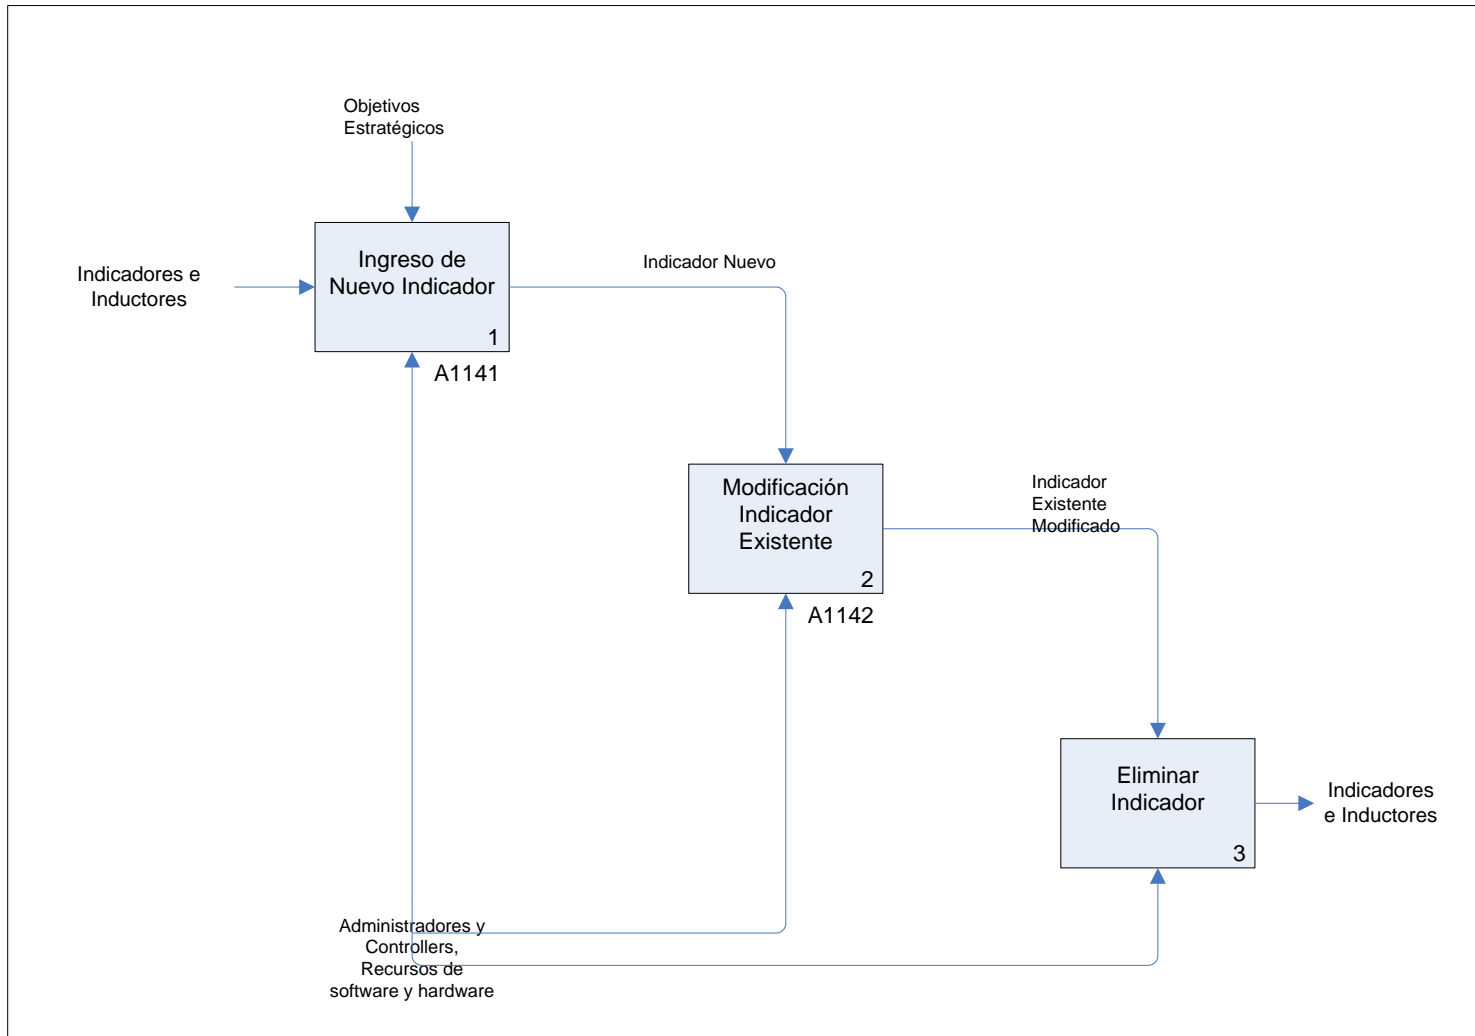 Objetivos
Estratégicos
Indicadores e
Inductores
Ingreso de
Nuevo Indicador
1
A1141
Indicador Nuevo
Modificación
Indicador
Existente
2
A1142
Indicador
Existente
Modificado
Eliminar
Indicador
3
Indicadores
e Inductores
Administradores y
Controllers,
Recursos de
software y hardware